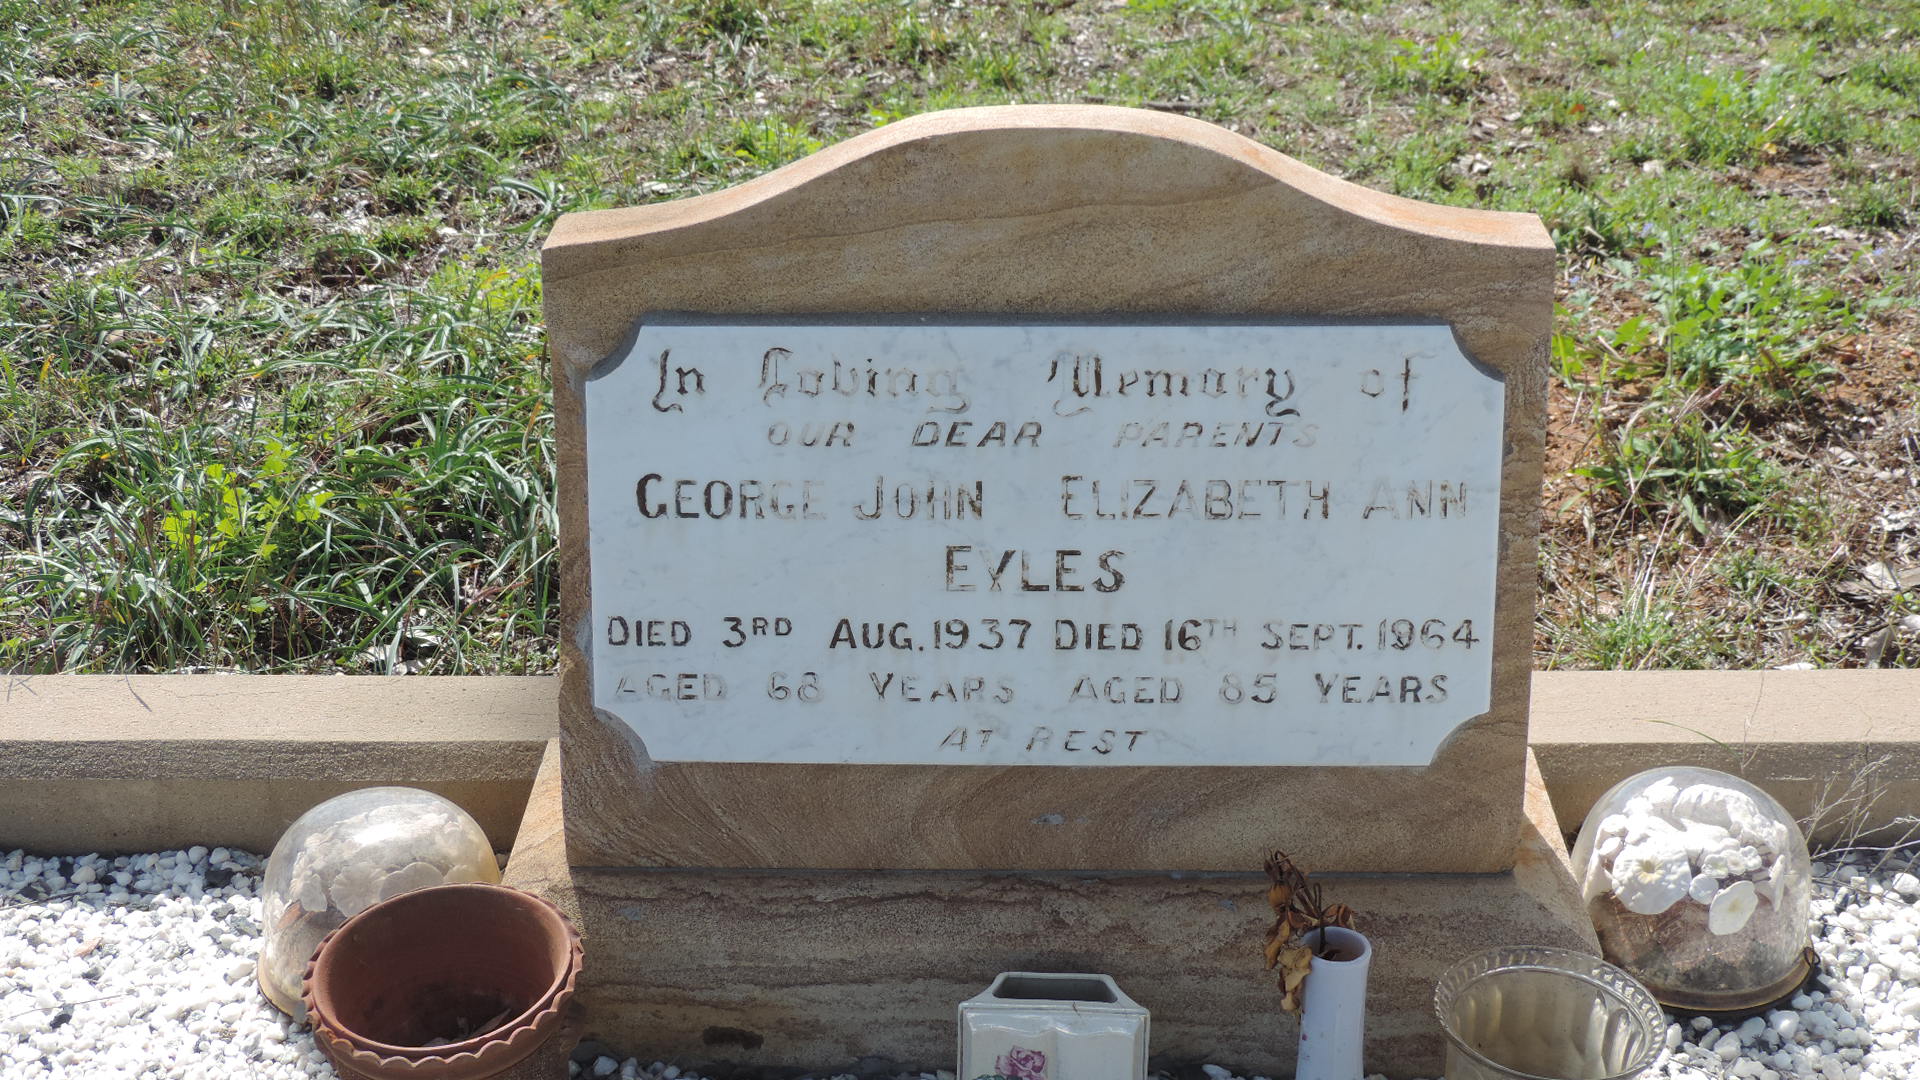 In Loving Memory of
OUR DEAR PARENTS
GEORGE JOHN ELIZABETH ANN
EYLES
DIED 3RD AUG. 1937 DIED 16TH SEPT. 1964
AGED 68 YEARS AGED 85 YEARS
AT REST